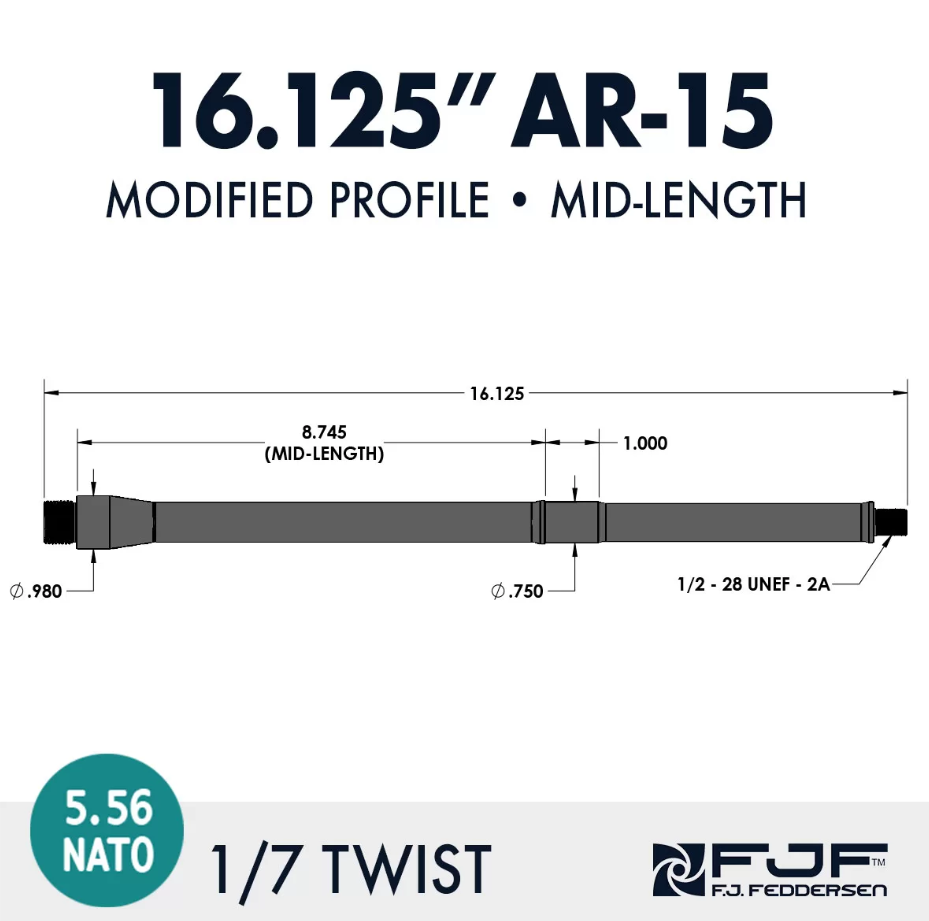 16.125" AR-15
MODIFIED PROFILE • MID-LENGTH
16.125
8.745
(MID-LENGTH)
1.000
Ø .980
Ø .750
1/2 - 28 UNEF - 2A
5.56
NATO
1/7 TWIST
FJF™
F.J. FEDDERSEN